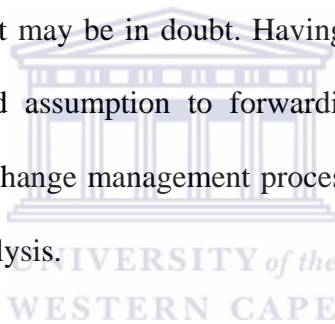 t may be in doubt. Having
d assumption to forwardi
hange management proces
lysis.
UNIVERSITY of the
WESTERN CAPE